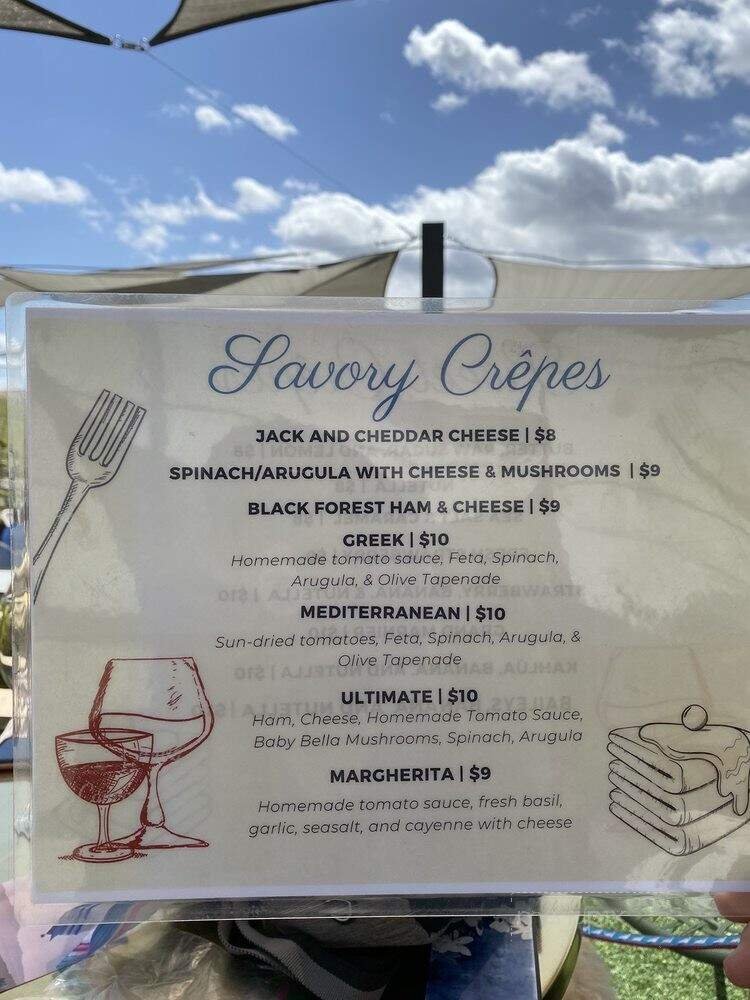 Savory Crêpes
JACK AND CHEDDAR CHEESE | $8
SPINACH/ARUGULA WITH CHEESE & MUSHROOMS | $9
BLACK FOREST HAM & CHEESE | $9
GREEK | $10
Homemade tomato sauce, Feta, Spinach,
Arugula, & Olive Tapenade
MEDITERRANEAN | $10
Sun-dried tomatoes, Feta, Spinach, Arugula, &
Olive Tapenade
ULTIMATE | $10
Ham, Cheese, Homemade Tomato Sauce,
Baby Bella Mushrooms, Spinach, Arugula
MARGHERITA | $9
Homemade tomato sauce, fresh basil,
garlic, seasalt, and cayenne with cheese